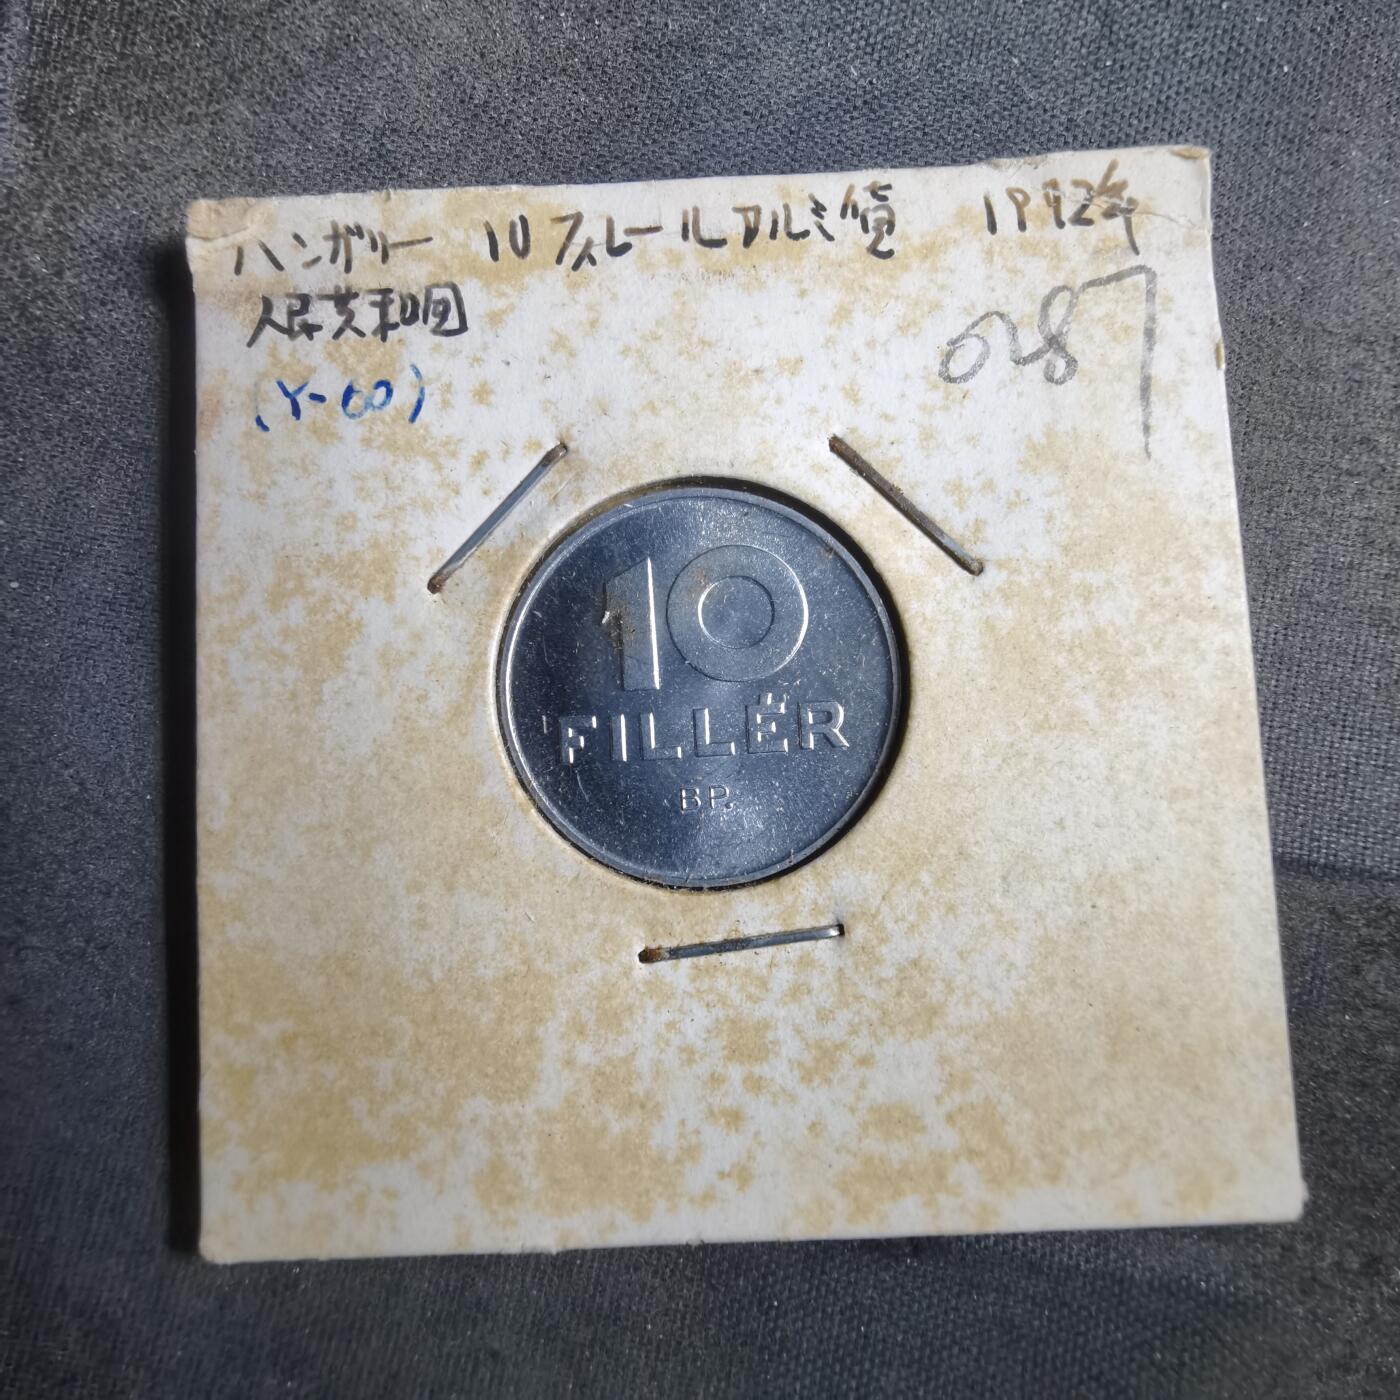 ハンガリー 10フィレール アルミ貨 1992年
人民共和国
087
(Y-60)
10
FILLÉR
BP.